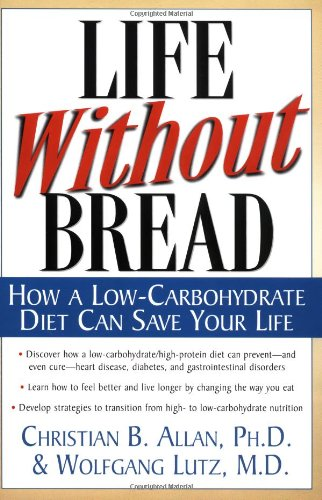 LIFE
Without
BREAD
HOW A LOW-CARBOHYDRATE
DIET CAN SAVE YOUR LIFE
• Discover how a low-carbohydrate/high-protein diet can prevent—and
even cure—heart disease, diabetes, and gastrointestinal disorders
• Learn how to feel better and live longer by changing the way you eat
• Develop strategies to transition from high- to low-carbohydrate nutrition
CHRISTIAN B. ALLAN, PH.D.
& WOLFGANG LUTZ, M.D.